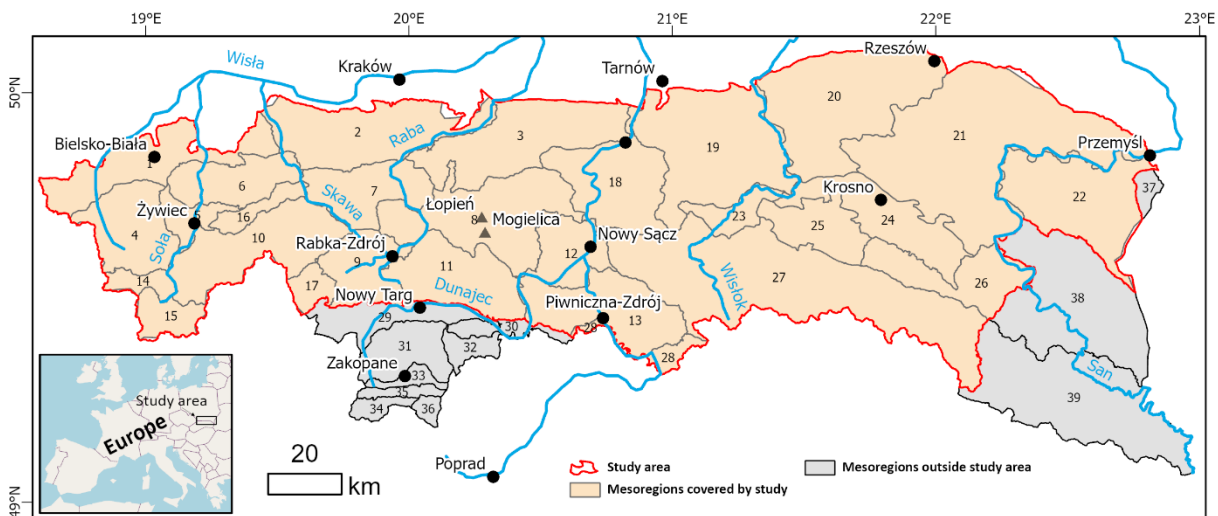 19°E
20°E
21°E
22°E
23°E
50°N
49°N
Wisła
Kraków
Tarnów
Rzeszów
20
2
Raba
3
21
Bielsko-Biała
1
19
Przemyśl
6
7
18
Krosno
22
37
Skawa
Łopień
Żywiec
5
16
8
Mogielica
23
25
24
4
Soła
10
Rabka-Zdrój
12
Nowy Sącz
9
11
Wisłok
27
26
14
17
Dunajec
38
Nowy Targ
Piwniczna-Zdrój
15
29
30
28
13
31
32
28
Zakopane
33
35
San
34
36
39
Study area
Europe
Poprad
20
km
Study area
Mesoregions covered by study
Mesoregions outside study area